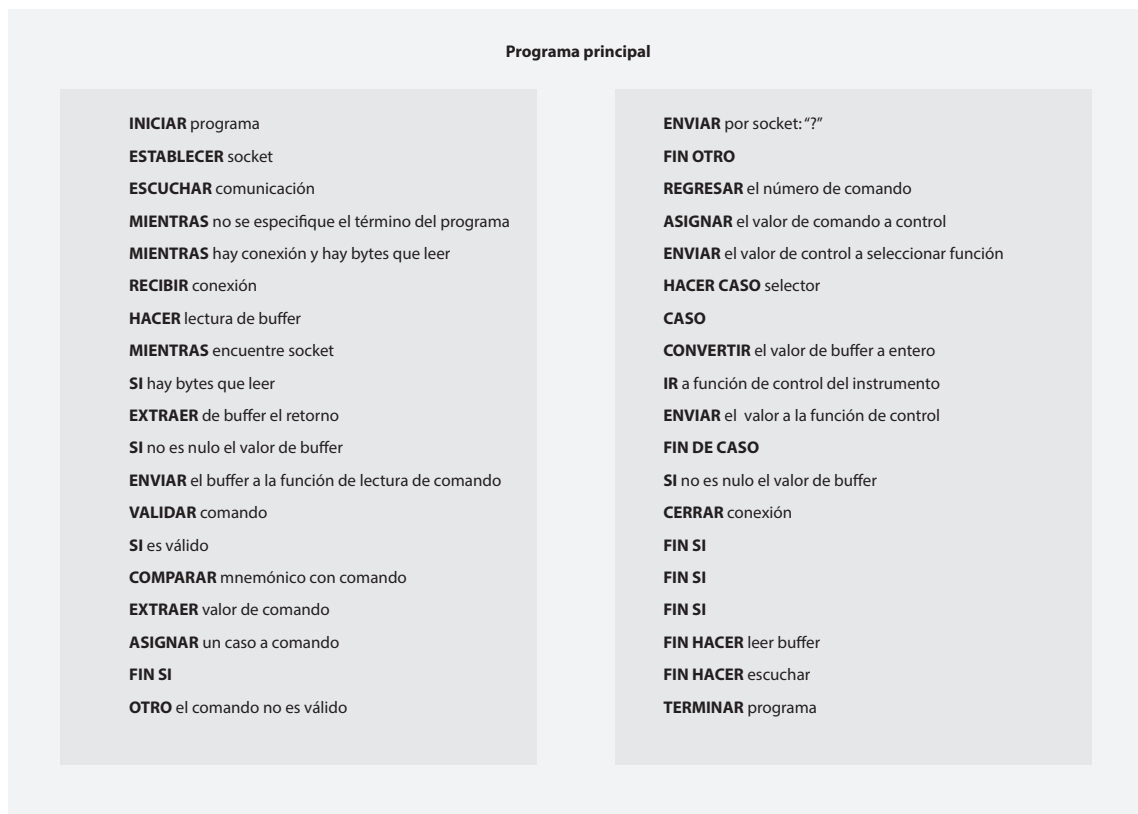 Programa principal
INICIAR programa
ESTABLECER socket
ESCUCHAR comunicación
MIENTRAS no se especifique el término del programa
MIENTRAS hay conexión y hay bytes que leer
RECIBIR conexión
HACER lectura de buffer
MIENTRAS encuentre socket
SI hay bytes que leer
EXTRAER de buffer el retorno
SI no es nulo el valor de buffer
ENVIAR el buffer a la función de lectura de comando
VALIDAR comando
SI es válido
COMPARAR mnemónico con comando
EXTRAER valor de comando
ASIGNAR un caso a comando
FIN SI
OTRO el comando no es válido
ENVIAR por socket: “?”
FIN OTRO
REGRESAR el número de comando
ASIGNAR el valor de comando a control
ENVIAR el valor de control a seleccionar función
HACER CASO selector
CASO
CONVERTIR el valor de buffer a entero
IR a función de control del instrumento
ENVIAR el valor a la función de control
FIN DE CASO
SI no es nulo el valor de buffer
CERRAR conexión
FIN SI
FIN SI
FIN SI
FIN HACER leer buffer
FIN HACER escuchar
TERMINAR programa